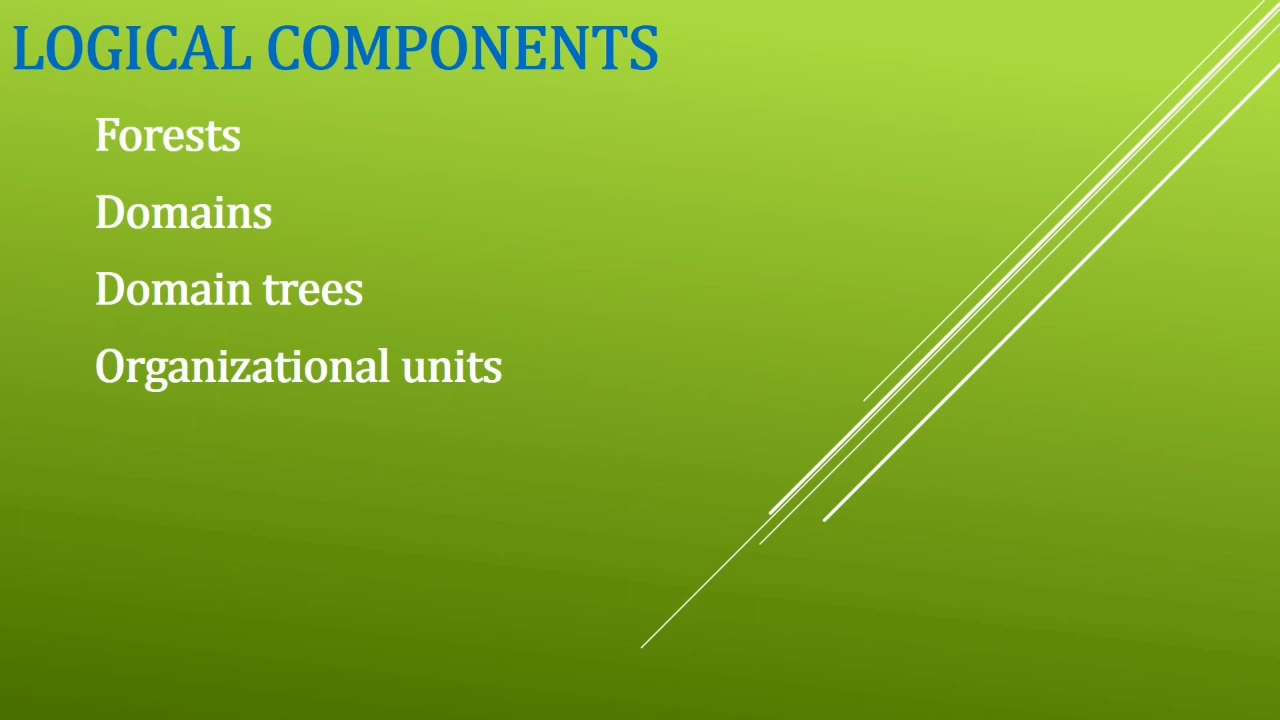 LOGICAL COMPONENTS
Forests
Domains
Domain trees
Organizational units